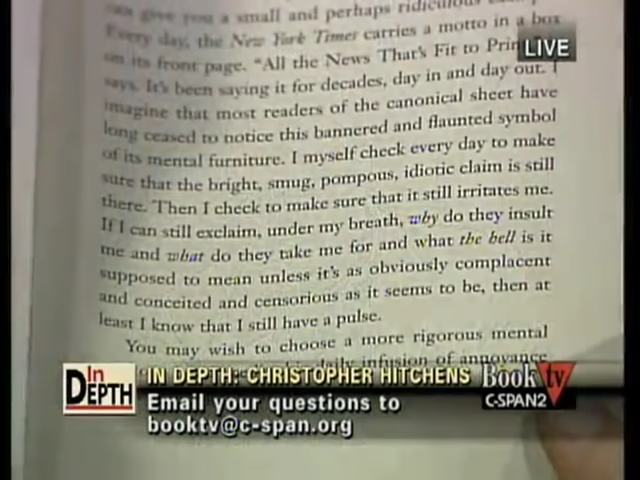 can give you a small and perhaps ridiculous
Every day, the New York Times carries a motto in a box
on its front page. "All the News That's Fit to Prin
LIVE
says. It's been saying it for decades, day in and day out. I
imagine that most readers of the canonical sheet have
long ceased to notice this bannered and flaunted symbol
of its mental furniture. I myself check every day to make
sure that the bright, smug, pompous, idiotic claim is still
there. Then I check to make sure that it still irritates me.
If I can still exclaim, under my breath, why do they insult
me and what do they take me for and what the hell is it
supposed to mean unless it's as obviously complacent
and conceited and censorious as it seems to be, then at
least I know that I still have a pulse.
You may wish to choose a more rigorous mental
daily infusion of annoyance
In DEPTH
IN DEPTH: CHRISTOPHER HITCHENS
Email your questions to
booktv@c-span.org
Book tv
C-SPAN2